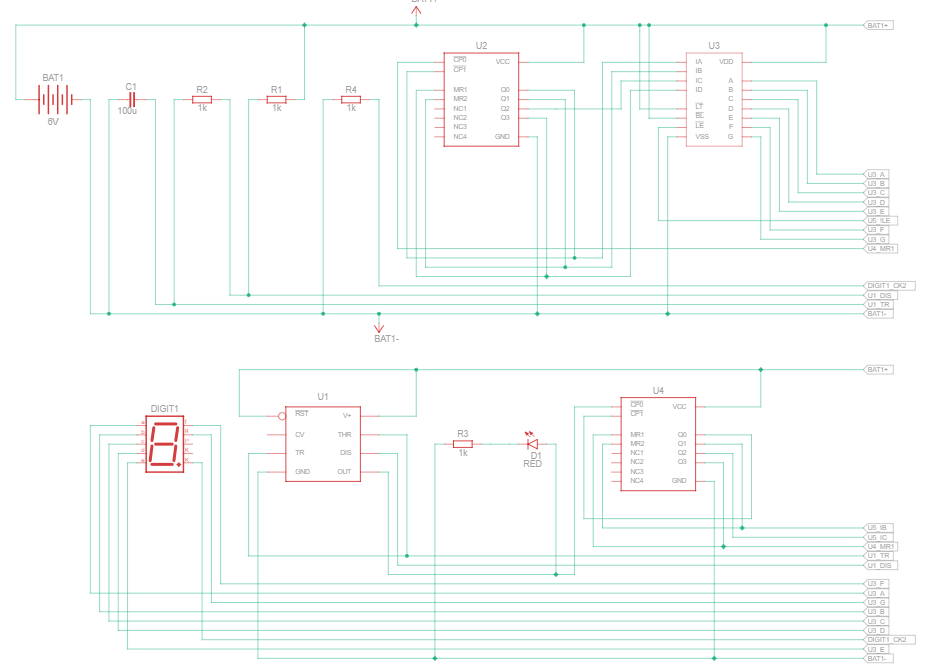 BAT1+
U2
U3
BAT1
6V
C1
100u
R2
1k
R1
1k
R4
1k
CP0
CP1
MR1
MR2
NC1
NC2
NC3
NC4
VCC
Q0
Q1
Q2
Q3
GND
IA
IB
IC
ID
LT
BL
LE
VSS
VDD
A
B
C
D
E
F
G
U3_A
U3_B
U3_C
U3_D
U3_E
U5_ILE
U3_F
U3_G
U4_MR1
DIGIT1_CK2
U1_DIS
U1_TR
BAT1-
BAT1-
BAT1+
DIGIT1
U1
RST
CV
TR
GND
V+
THR
DIS
OUT
R3
1k
D1
RED
U4
CP0
CP1
MR1
MR2
NC1
NC2
NC3
NC4
VCC
Q0
Q1
Q2
Q3
GND
U5_IB
U5_IC
U4_MR1
U1_TR
U1_DIS
U3_F
U3_A
U3_G
U3_B
U3_C
U3_D
DIGIT1_CK2
U3_E
BAT1-